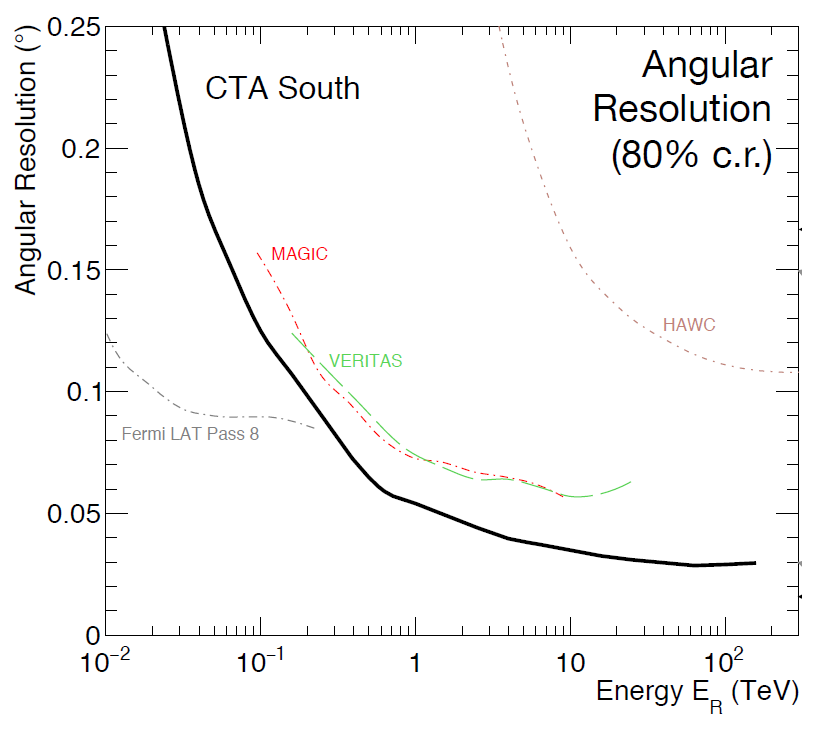 Angular Resolution (°)
0.25
0.2
0.15
0.1
0.05
0
CTA South
Angular
Resolution
(80% c.r.)
MAGIC
VERITAS
HAWC
Fermi LAT Pass 8
10⁻² 10⁻¹ 1 10 10²
Energy E_R (TeV)